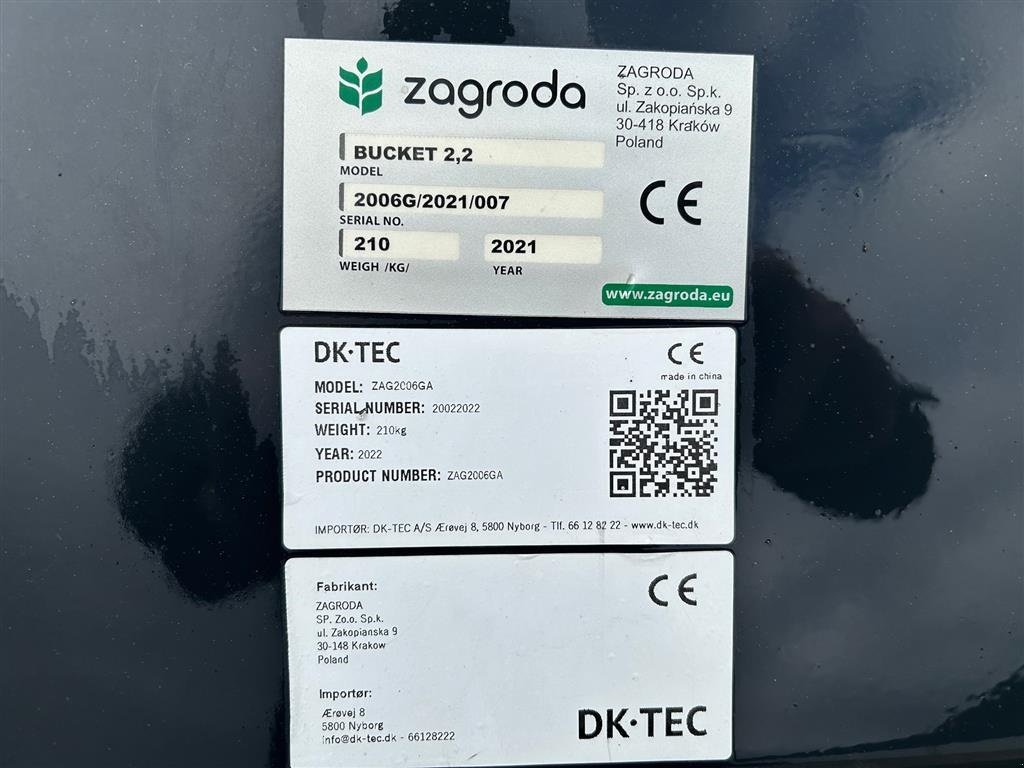 zagroda
ZAGRODA
Sp. z o.o. Sp.k.
ul. Zakopiańska 9
30-418 Kraków
Poland
BUCKET 2,2
MODEL
2006G/2021/007
SERIAL NO.
210 2021
WEIGH /KG/ YEAR
CE
www.zagroda.eu
DK•TEC
CE
made in china
MODEL: ZAG2006GA
SERIAL NUMBER: 20022022
WEIGHT: 210kg
YEAR: 2022
PRODUCT NUMBER: ZAG2006GA
IMPORTØR: DK-TEC A/S Ærøvej 8, 5800 Nyborg - Tlf. 66 12 82 22 - www.dk-tec.dk
Fabrikant:
ZAGRODA
SP. Zo.o. Sp.k.
ul. Zakopianska 9
30-148 Krakow
Poland
CE
Importør:
Ærøvej 8
5800 Nyborg
info@dk-tec.dk - 66128222
DK•TEC